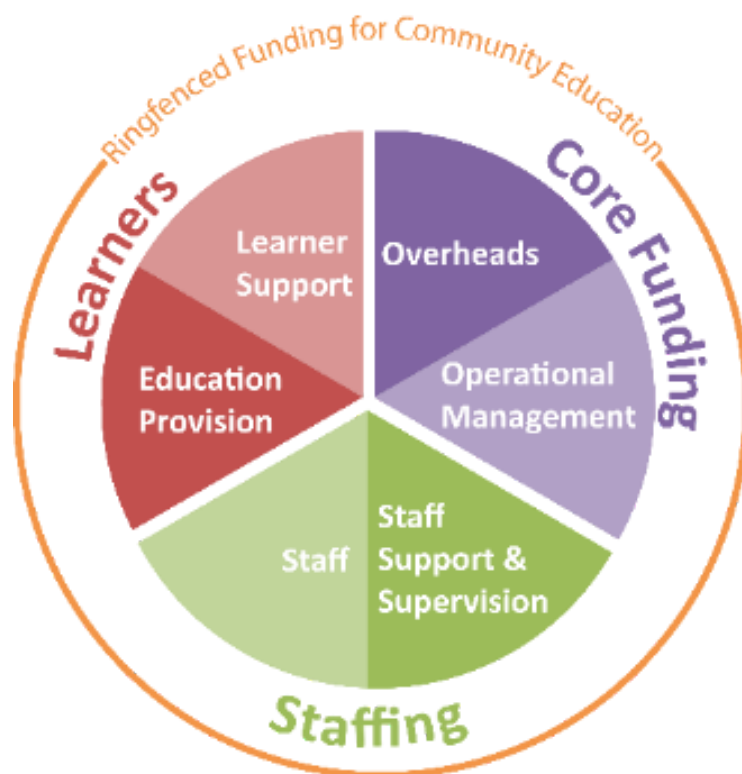 Ringfenced Funding for Community Education
Learners
Core Funding
Learner
Support
Overheads
Education
Provision
Operational
Management
Staff
Staff
Support &
Supervision
Staffing